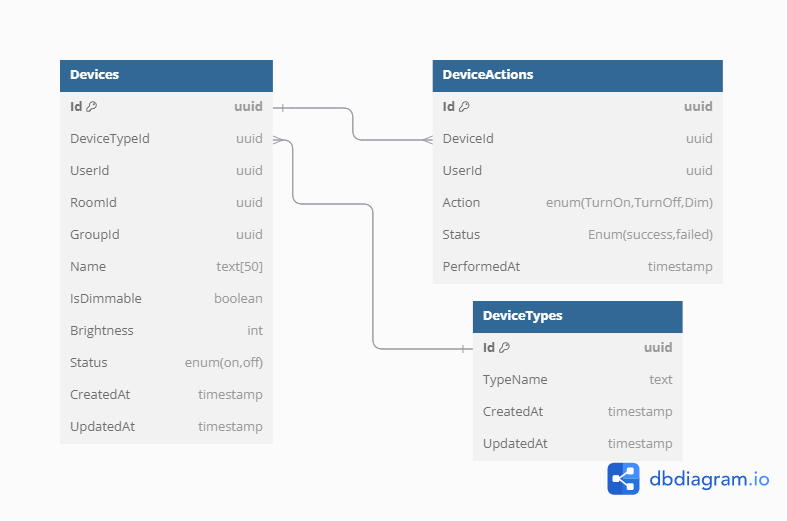 Devices
Id uuid
DeviceTypeId uuid
UserId uuid
RoomId uuid
GroupId uuid
Name text[50]
IsDimmable boolean
Brightness int
Status enum(on,off)
CreatedAt timestamp
UpdatedAt timestamp
DeviceActions
Id uuid
DeviceId uuid
UserId uuid
Action enum(TurnOn,TurnOff,Dim)
Status Enum(success,failed)
PerformedAt timestamp
DeviceTypes
Id uuid
TypeName text
CreatedAt timestamp
UpdatedAt timestamp
dbdiagram.io